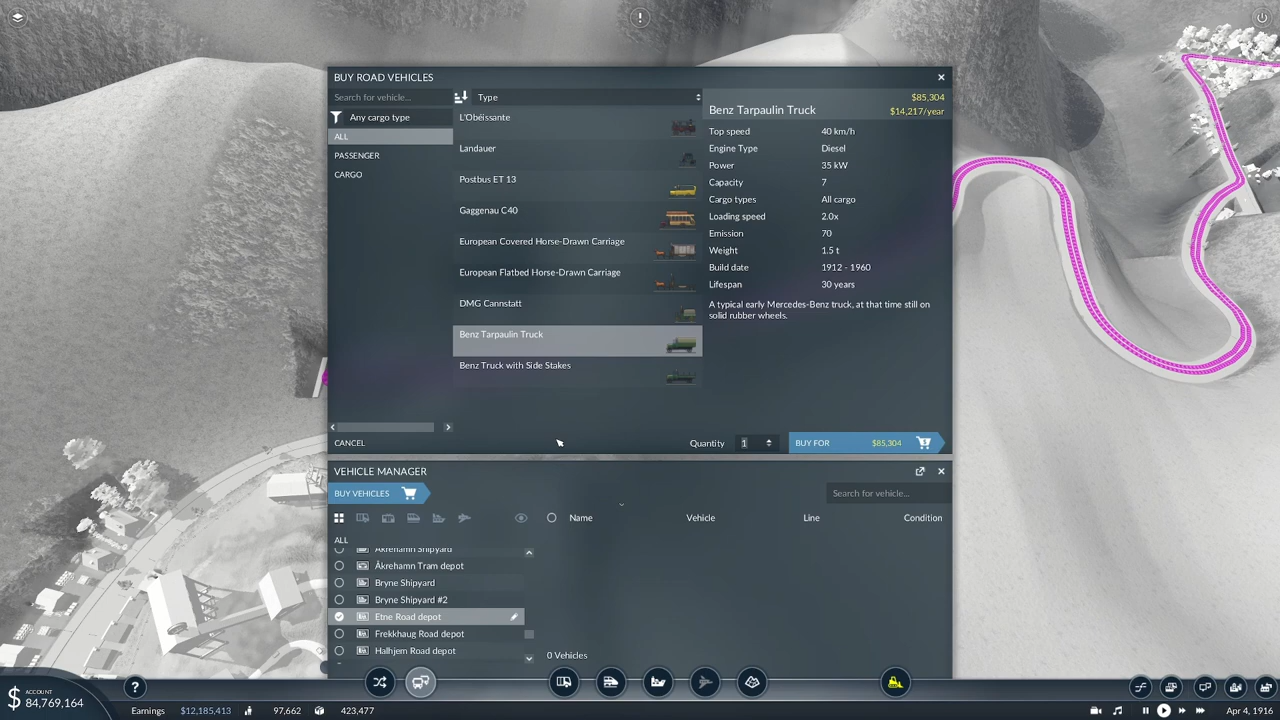 BUY ROAD VEHICLES
Search for vehicle...
Type
Any cargo type
ALL
PASSENGER
CARGO
L'Obéissante
Landauer
Postbus ET 13
Gaggenau C40
European Covered Horse-Drawn Carriage
European Flatbed Horse-Drawn Carriage
DMG Cannstatt
Benz Tarpaulin Truck
Benz Truck with Side Stakes
$85,304
Benz Tarpaulin Truck $14,217/year
Top speed 40 km/h
Engine Type Diesel
Power 35 kW
Capacity 7
Cargo types All cargo
Loading speed 2.0x
Emission 70
Weight 1.5 t
Build date 1912 - 1960
Lifespan 30 years
A typical early Mercedes-Benz truck, at that time still on
solid rubber wheels.
CANCEL
Quantity 1 BUY FOR $85,304
VEHICLE MANAGER
BUY VEHICLES
Search for vehicle...
Name Vehicle Line Condition
ALL
Åkrehamn Shipyard
Åkrehamn Tram depot
Bryne Shipyard
Bryne Shipyard #2
Etne Road depot
Frekkhaug Road depot
Halhjem Road depot
0 Vehicles
$ ACCOUNT
84,769,164
?
Earnings $12,185,413 97,662 423,477
Apr 4, 1916